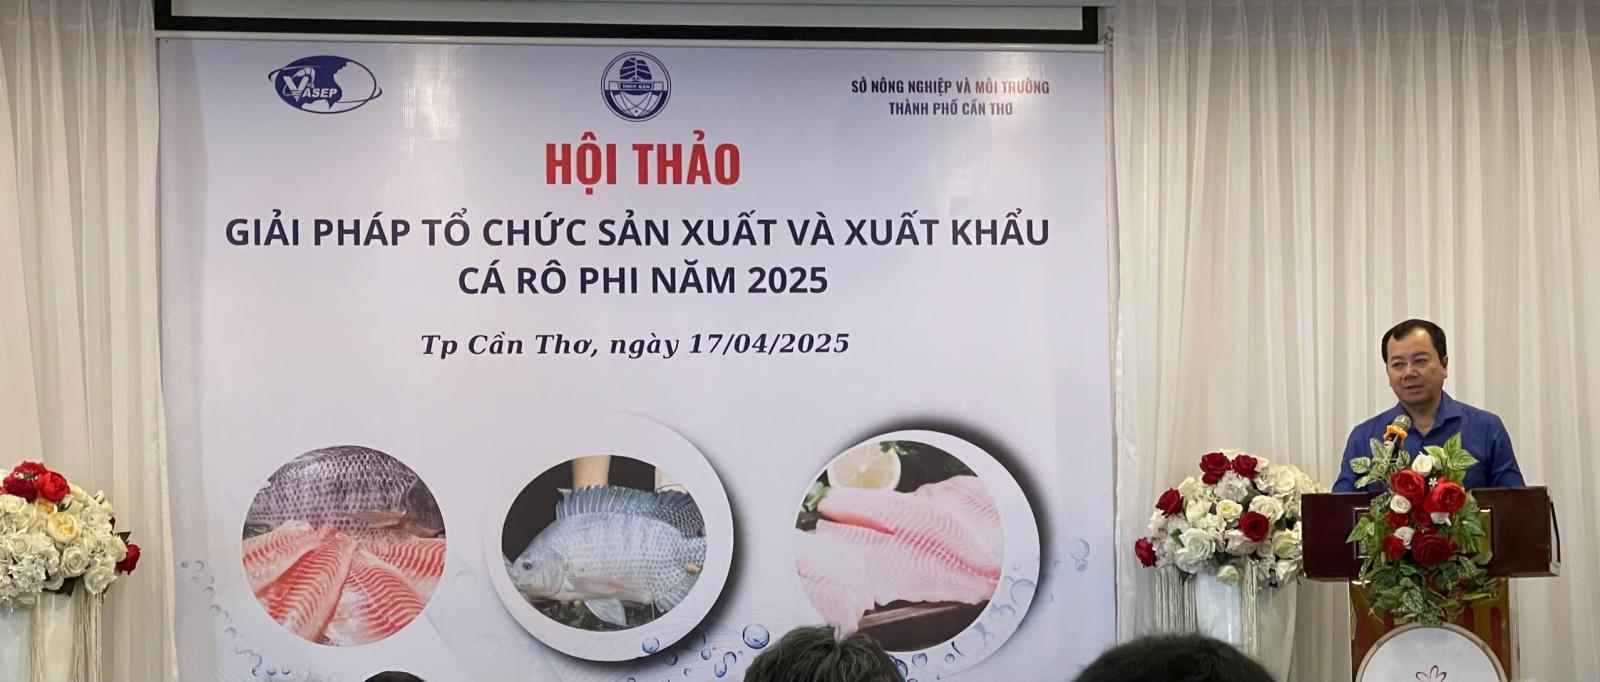 VASEP
THỦY SẢN
SỞ NÔNG NGHIỆP VÀ MÔI TRƯỜNG
THÀNH PHỐ CẦN THƠ
HỘI THẢO
GIẢI PHÁP TỔ CHỨC SẢN XUẤT VÀ XUẤT KHẨU
CÁ RÔ PHI NĂM 2025
Tp Cần Thơ, ngày 17/04/2025